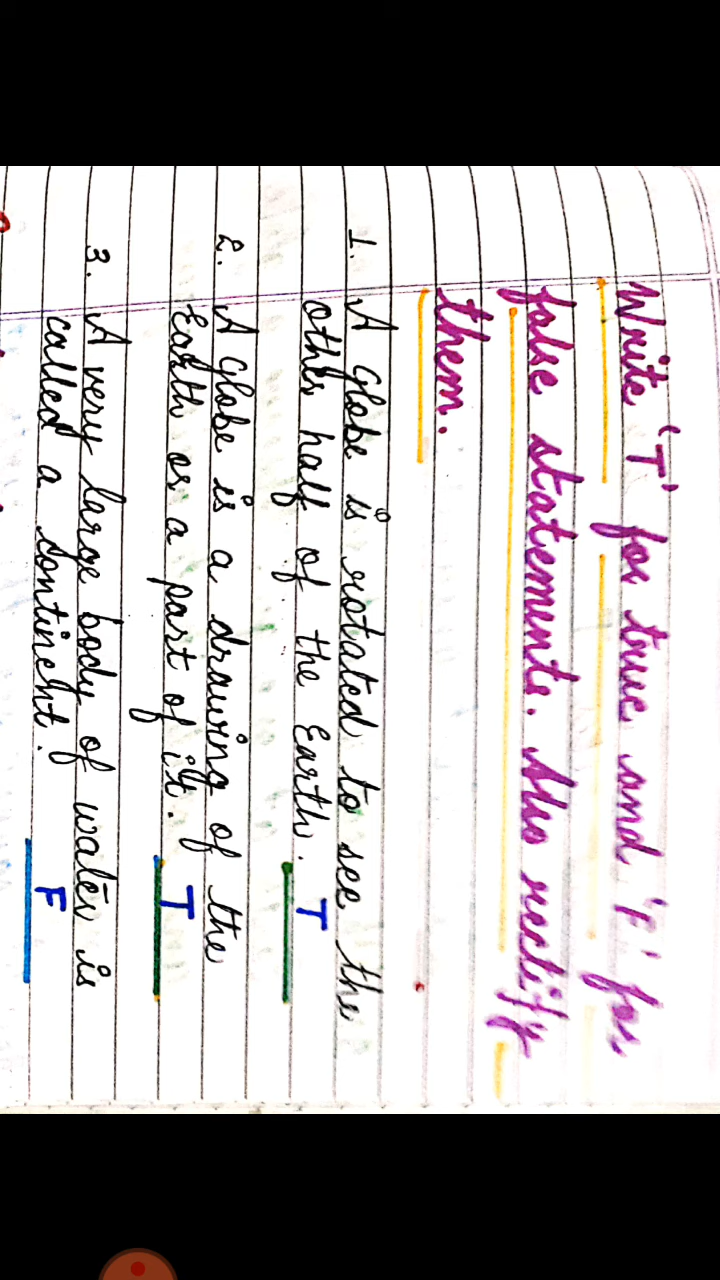 Write 'T' for true and 'F' for
false statements. Also rectify
them.
1. A globe is rotated to see the
other half of the Earth. T
2. A globe is a drawing of the
Earth or a part of it. T
3. A very large body of water is
called a continent. F